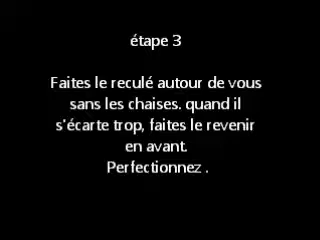 étape 3
Faites le reculé autour de vous
sans les chaises. quand il
s'écarte trop, faites le revenir
en avant.
Perfectionnez .